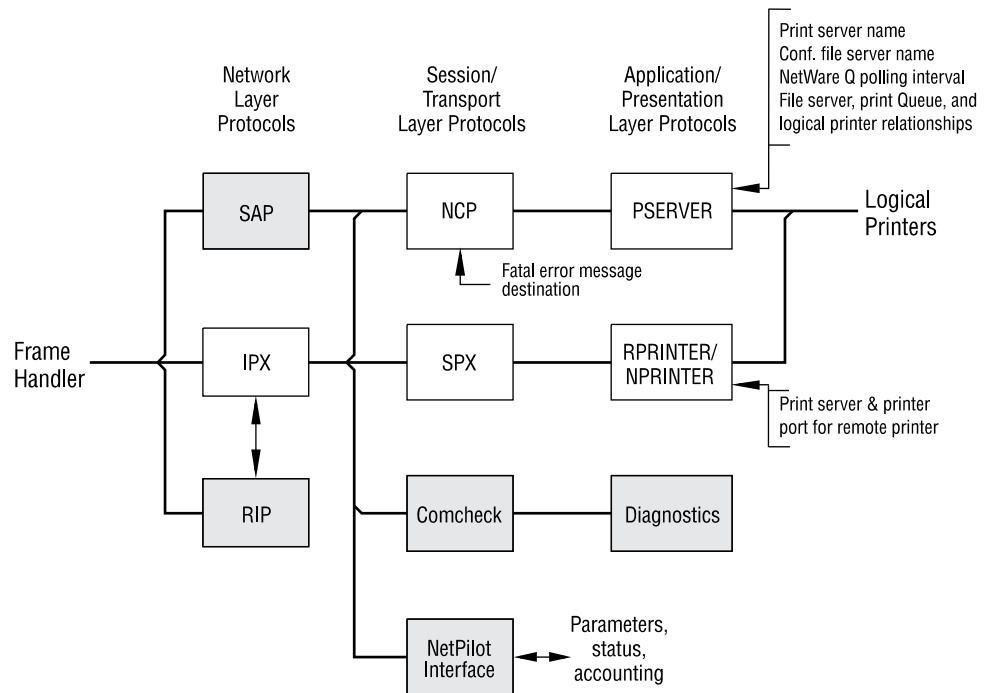 Print server name
Conf. file server name
NetWare Q polling interval
File server, print Queue, and
logical printer relationships
Network
Layer
Protocols
Session/
Transport
Layer Protocols
Application/
Presentation
Layer Protocols
SAP
NCP
PSERVER
Logical
Printers
Fatal error message
destination
Frame
Handler
IPX
SPX
RPRINTER/
NPRINTER
Print server & printer
port for remote printer
RIP
Comcheck
Diagnostics
NetPilot
Interface
Parameters,
status,
accounting